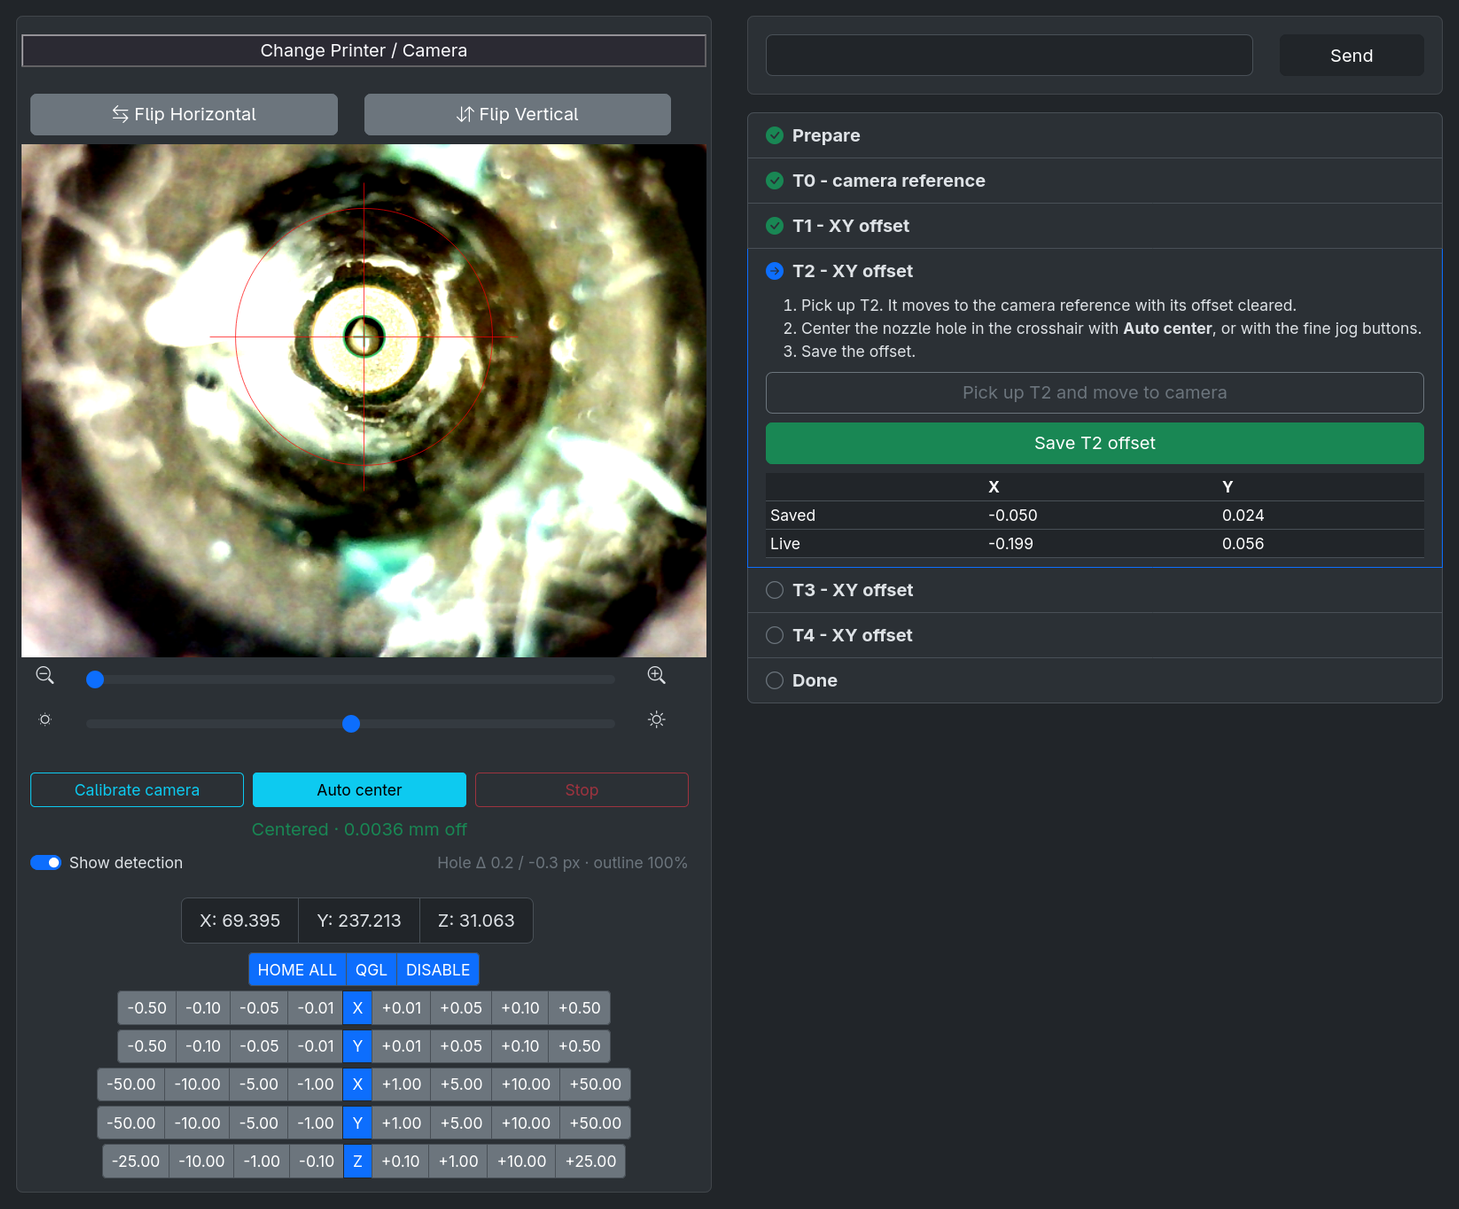 Change Printer / Camera
Flip Horizontal
Flip Vertical
Calibrate camera
Auto center
Stop
Centered · 0.0036 mm off
Show detection
Hole Δ 0.2 / -0.3 px · outline 100%
X: 69.395
Y: 237.213
Z: 31.063
HOME ALL
QGL
DISABLE
-0.50 -0.10 -0.05 -0.01 X +0.01 +0.05 +0.10 +0.50
-0.50 -0.10 -0.05 -0.01 Y +0.01 +0.05 +0.10 +0.50
-50.00 -10.00 -5.00 -1.00 X +1.00 +5.00 +10.00 +50.00
-50.00 -10.00 -5.00 -1.00 Y +1.00 +5.00 +10.00 +50.00
-25.00 -10.00 -1.00 -0.10 Z +0.10 +1.00 +10.00 +25.00
Send
Prepare
T0 - camera reference
T1 - XY offset
T2 - XY offset
1. Pick up T2. It moves to the camera reference with its offset cleared.
2. Center the nozzle hole in the crosshair with Auto center, or with the fine jog buttons.
3. Save the offset.
Pick up T2 and move to camera
Save T2 offset
X Y
Saved -0.050 0.024
Live -0.199 0.056
T3 - XY offset
T4 - XY offset
Done